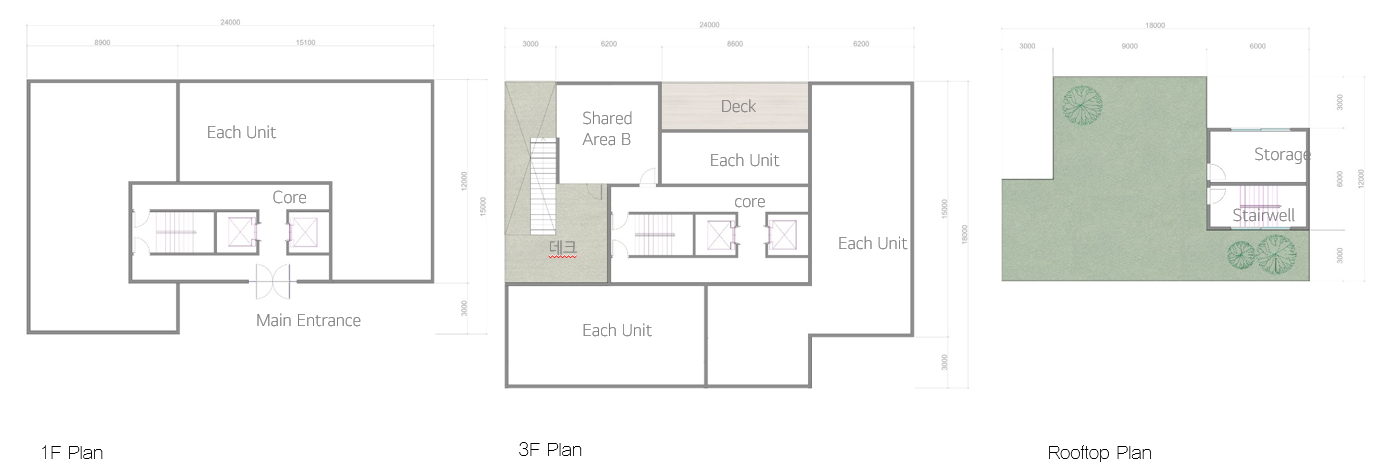 24000
8900
15100
Each Unit
Core
Main Entrance
12000
15000
3000
1F Plan
24000
3000
6200
8600
6200
Shared
Area B
Deck
Each Unit
core
Each Unit
데크
Each Unit
15000
18000
3000
3F Plan
18000
3000
9000
6000
Storage
Stairwell
3000
6000
12000
3000
Rooftop Plan